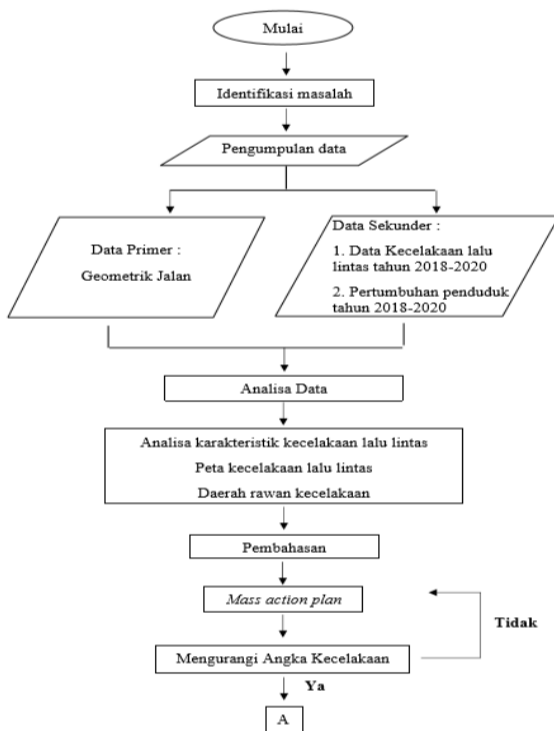 Mulai
Identifikasi masalah
Pengumpulan data
Data Primer :
Geometrik Jalan
Data Sekunder :
1. Data Kecelakaan lalu
lintas tahun 2018-2020
2. Pertumbuhan penduduk
tahun 2018-2020
Analisa Data
Analisa karakteristik kecelakaan lalu lintas
Peta kecelakaan lalu lintas
Daerah rawan kecelakaan
Pembahasan
Mass action plan
Tidak
Mengurangi Angka Kecelakaan
Ya
A